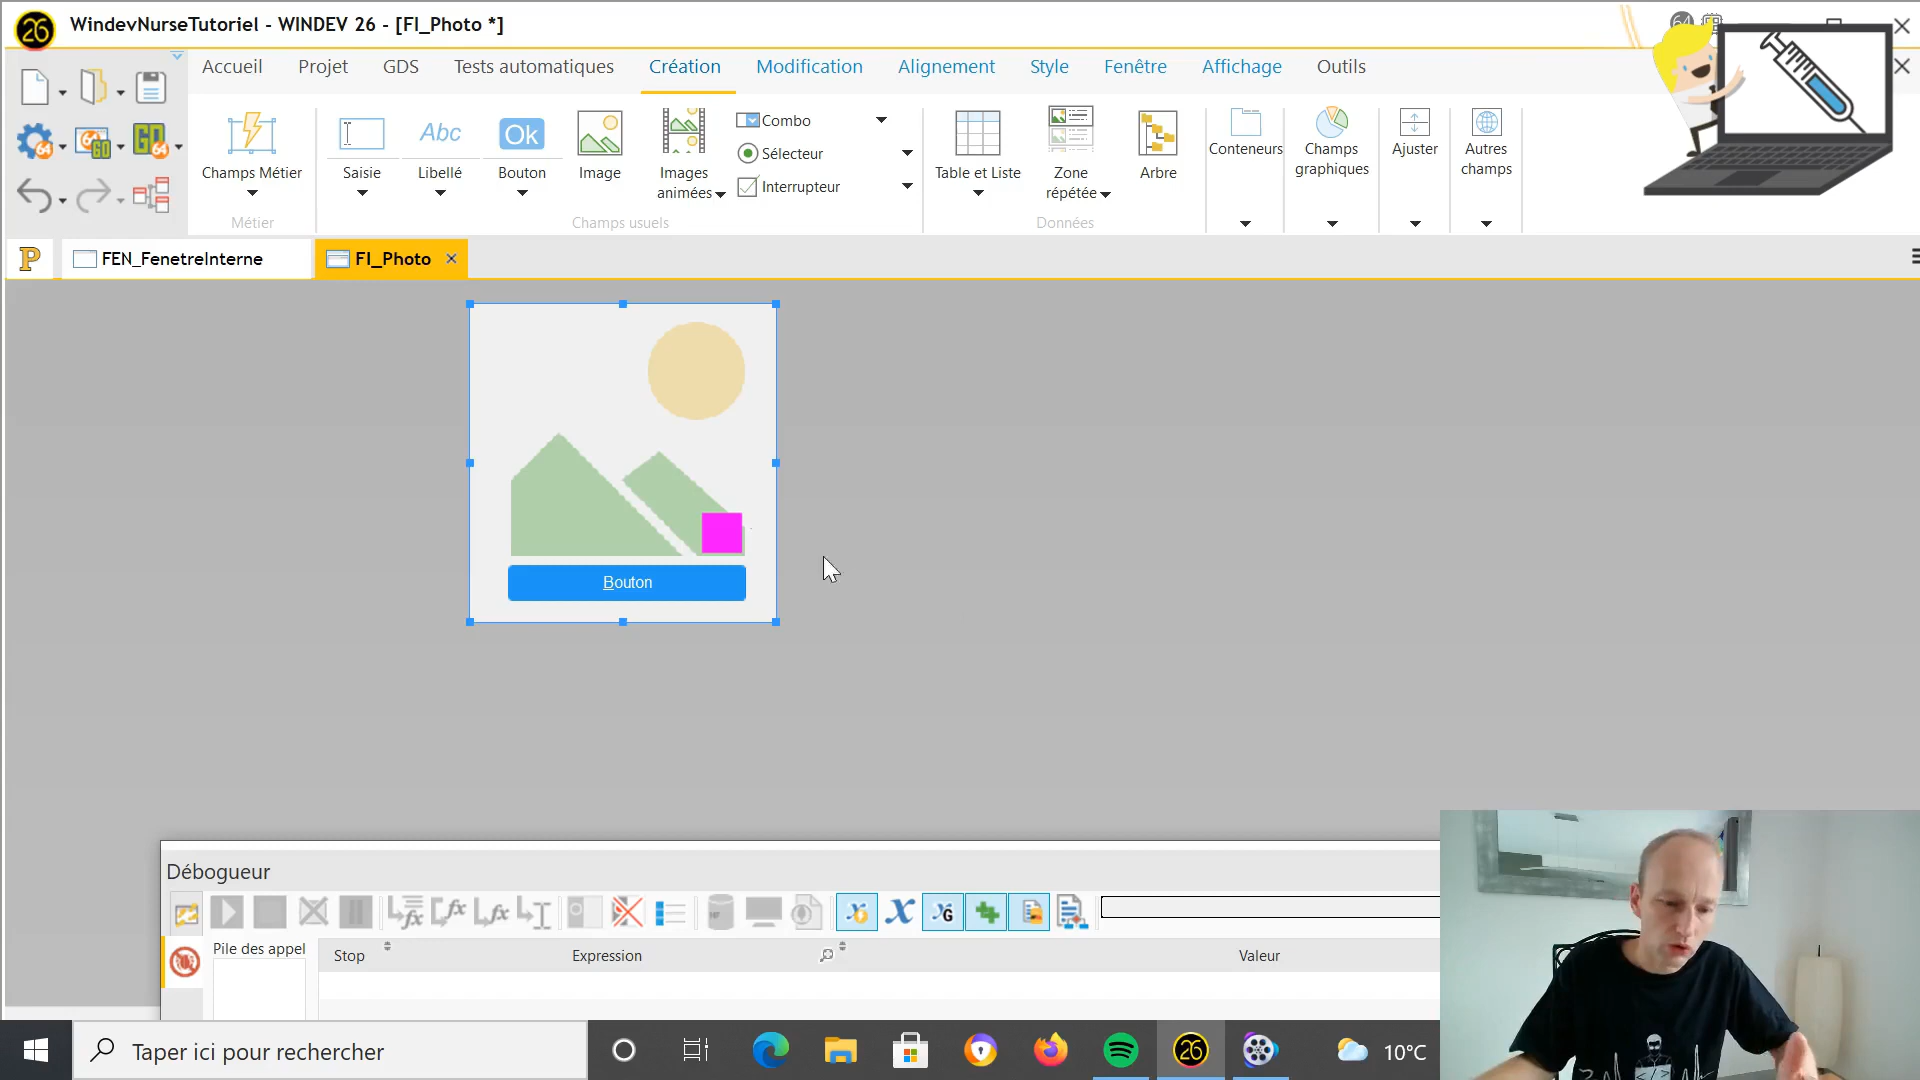 26 WindevNurseTutoriel - WINDEV 26 - [FI_Photo *]
64
Accueil Projet GDS Tests automatiques Création Modification Alignement Style Fenêtre Affichage Outils
Abc Ok Combo
Sélecteur
Interrupteur
Champs Métier Saisie Libellé Bouton Image Images animées Table et Liste Zone répétée Arbre Conteneurs Champs graphiques Ajuster Autres champs
Métier Champs usuels Données
P FEN_FenetreInterne FI_Photo
Bouton
Débogueur
Pile des appel Stop Expression Valeur
Taper ici pour rechercher 26 10°C